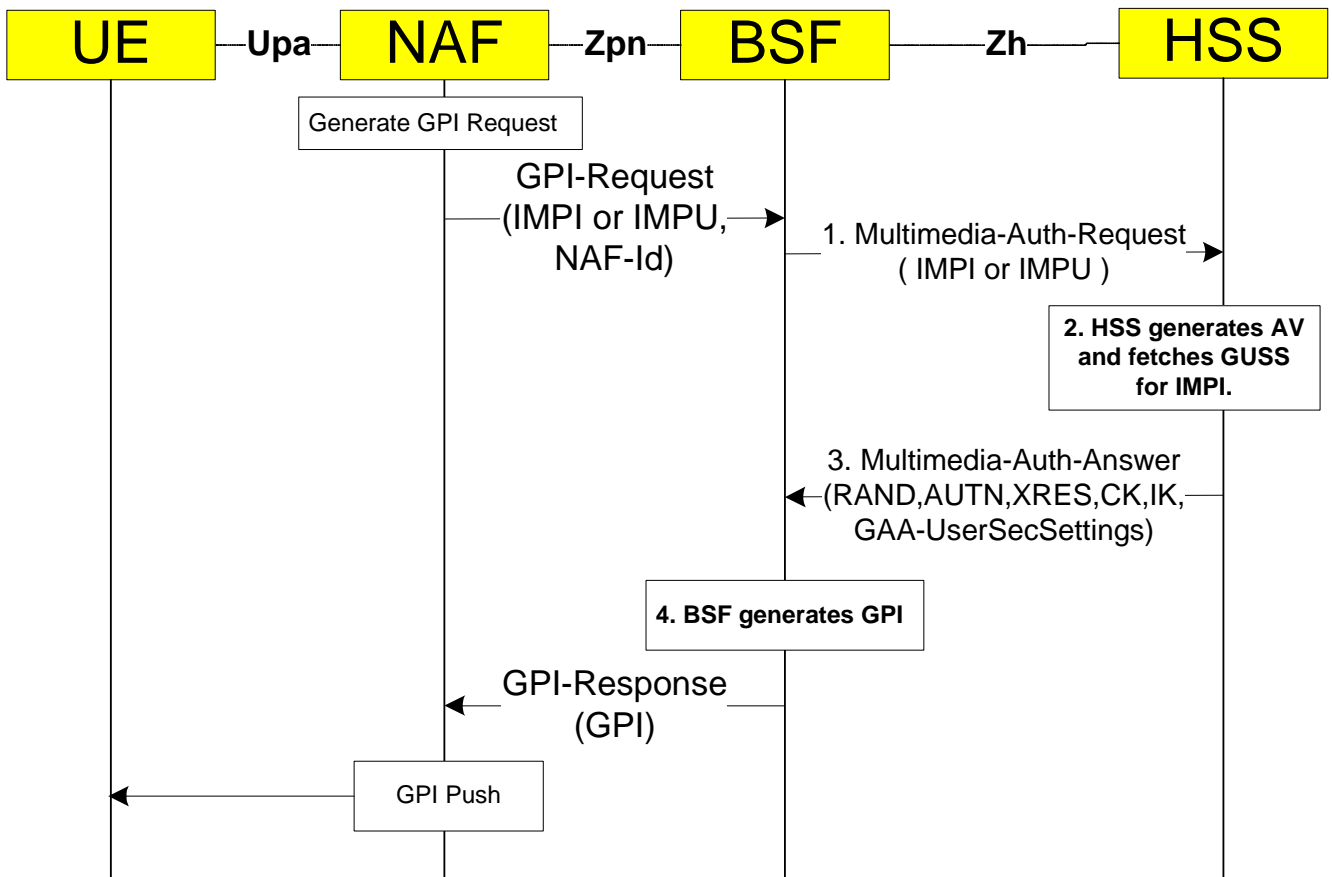 UE
Upa
NAF
Zpn
BSF
Zh
HSS
Generate GPI Request
GPI-Request
(IMPI or IMPU,
NAF-Id)
1. Multimedia-Auth-Request
( IMPI or IMPU )
2. HSS generates AV
and fetches GUSS
for IMPI.
3. Multimedia-Auth-Answer
(RAND,AUTN,XRES,CK,IK,
GAA-UserSecSettings)
4. BSF generates GPI
GPI-Response
(GPI)
GPI Push